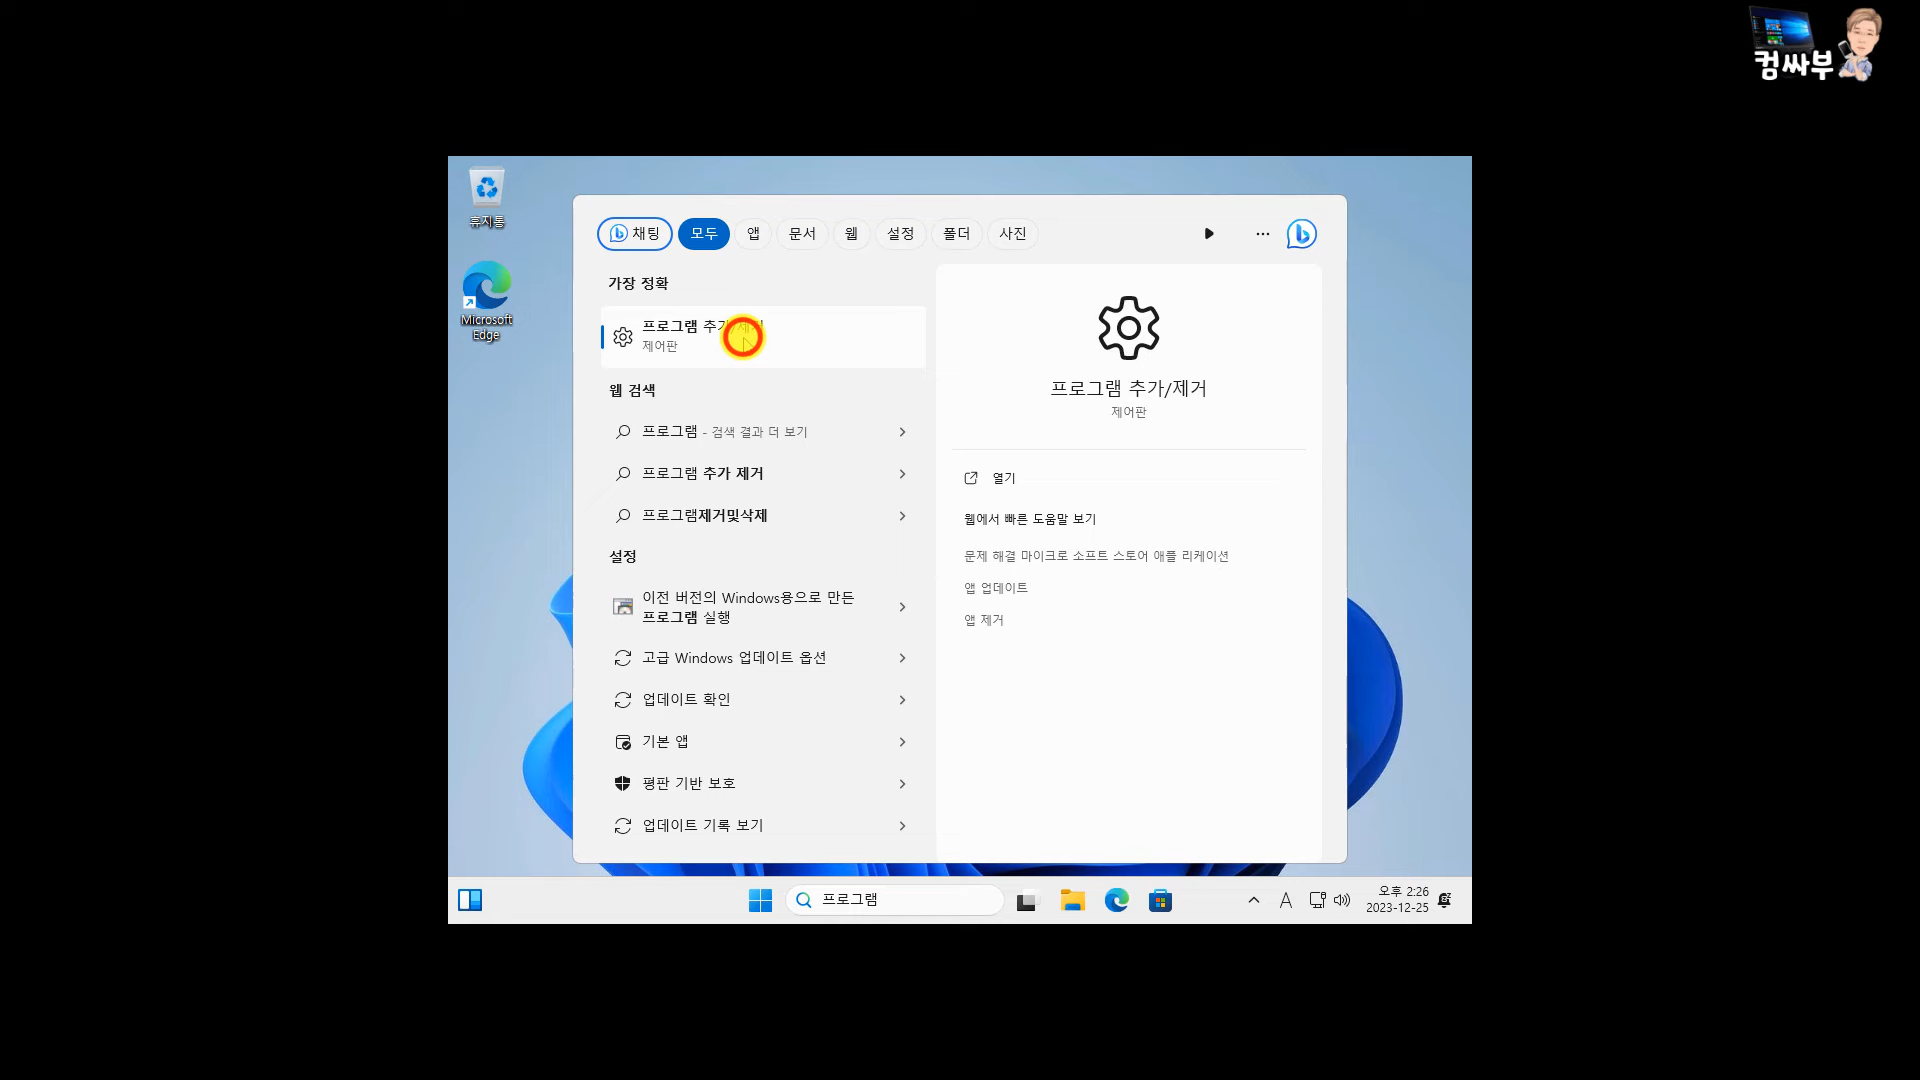 컴싸부
휴지통
Microsoft
Edge
채팅
모두
앱
문서
웹
설정
폴더
사진
가장 정확
프로그램 추가/제거
제어판
웹 검색
프로그램 - 검색 결과 더 보기
프로그램 추가 제거
프로그램제거및삭제
설정
이전 버전의 Windows용으로 만든
프로그램 실행
고급 Windows 업데이트 옵션
업데이트 확인
기본 앱
평판 기반 보호
업데이트 기록 보기
프로그램 추가/제거
제어판
열기
웹에서 빠른 도움말 보기
문제 해결 마이크로 소프트 스토어 애플 리케이션
앱 업데이트
앱 제거
프로그램
A
오후 2:26
2023-12-25